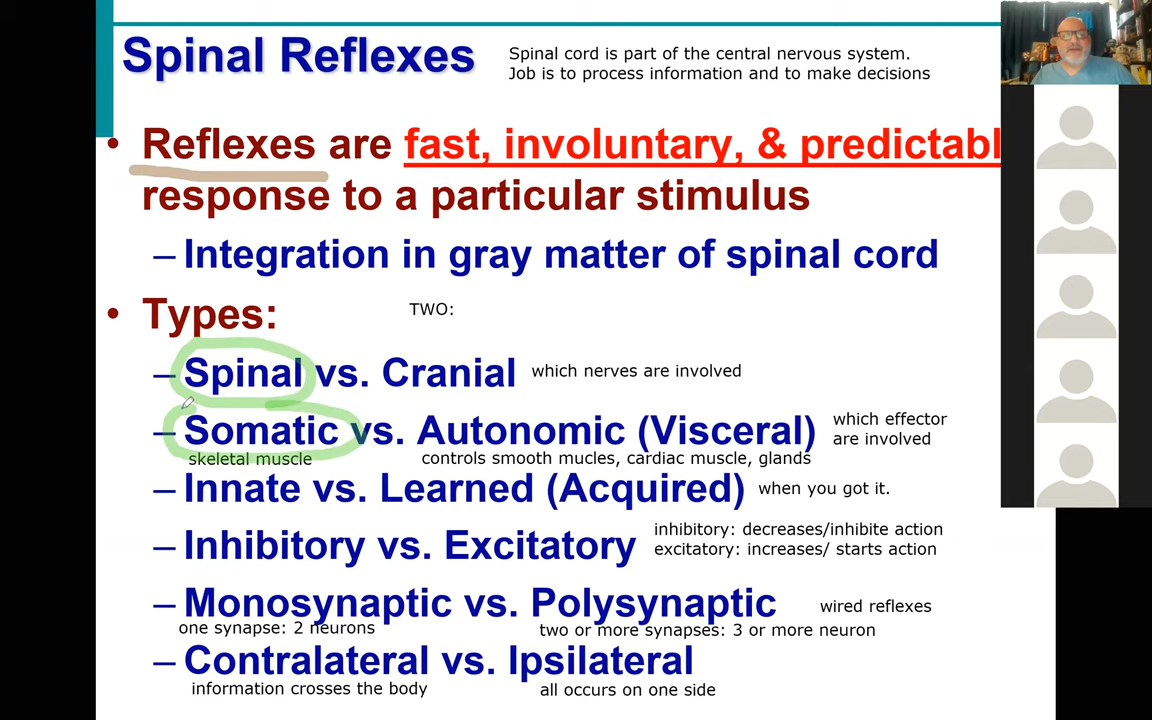 Spinal Reflexes
Spinal cord is part of the central nervous system.
Job is to process information and to make decisions
• Reflexes are fast, involuntary, & predictabl
response to a particular stimulus
– Integration in gray matter of spinal cord
• Types:
TWO:
– Spinal vs. Cranial
which nerves are involved
– Somatic vs. Autonomic (Visceral)
which effector
are involved
skeletal muscle
controls smooth mucles, cardiac muscle, glands
– Innate vs. Learned (Acquired)
when you got it.
– Inhibitory vs. Excitatory
inhibitory: decreases/inhibite action
excitatory: increases/ starts action
– Monosynaptic vs. Polysynaptic
wired reflexes
one synapse: 2 neurons
two or more synapses: 3 or more neuron
– Contralateral vs. Ipsilateral
information crosses the body
all occurs on one side